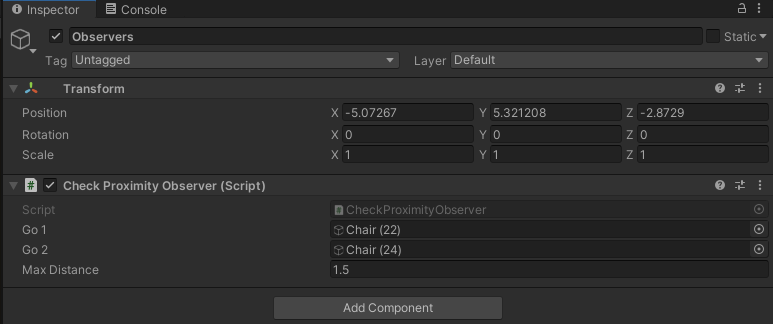 Inspector Console
Observers Static
Tag Untagged Layer Default
Transform
Position X -5.07267 Y 5.321208 Z -2.8729
Rotation X 0 Y 0 Z 0
Scale X 1 Y 1 Z 1
# Check Proximity Observer (Script)
Script # CheckProximityObserver
Go 1 Chair (22)
Go 2 Chair (24)
Max Distance 1.5
Add Component